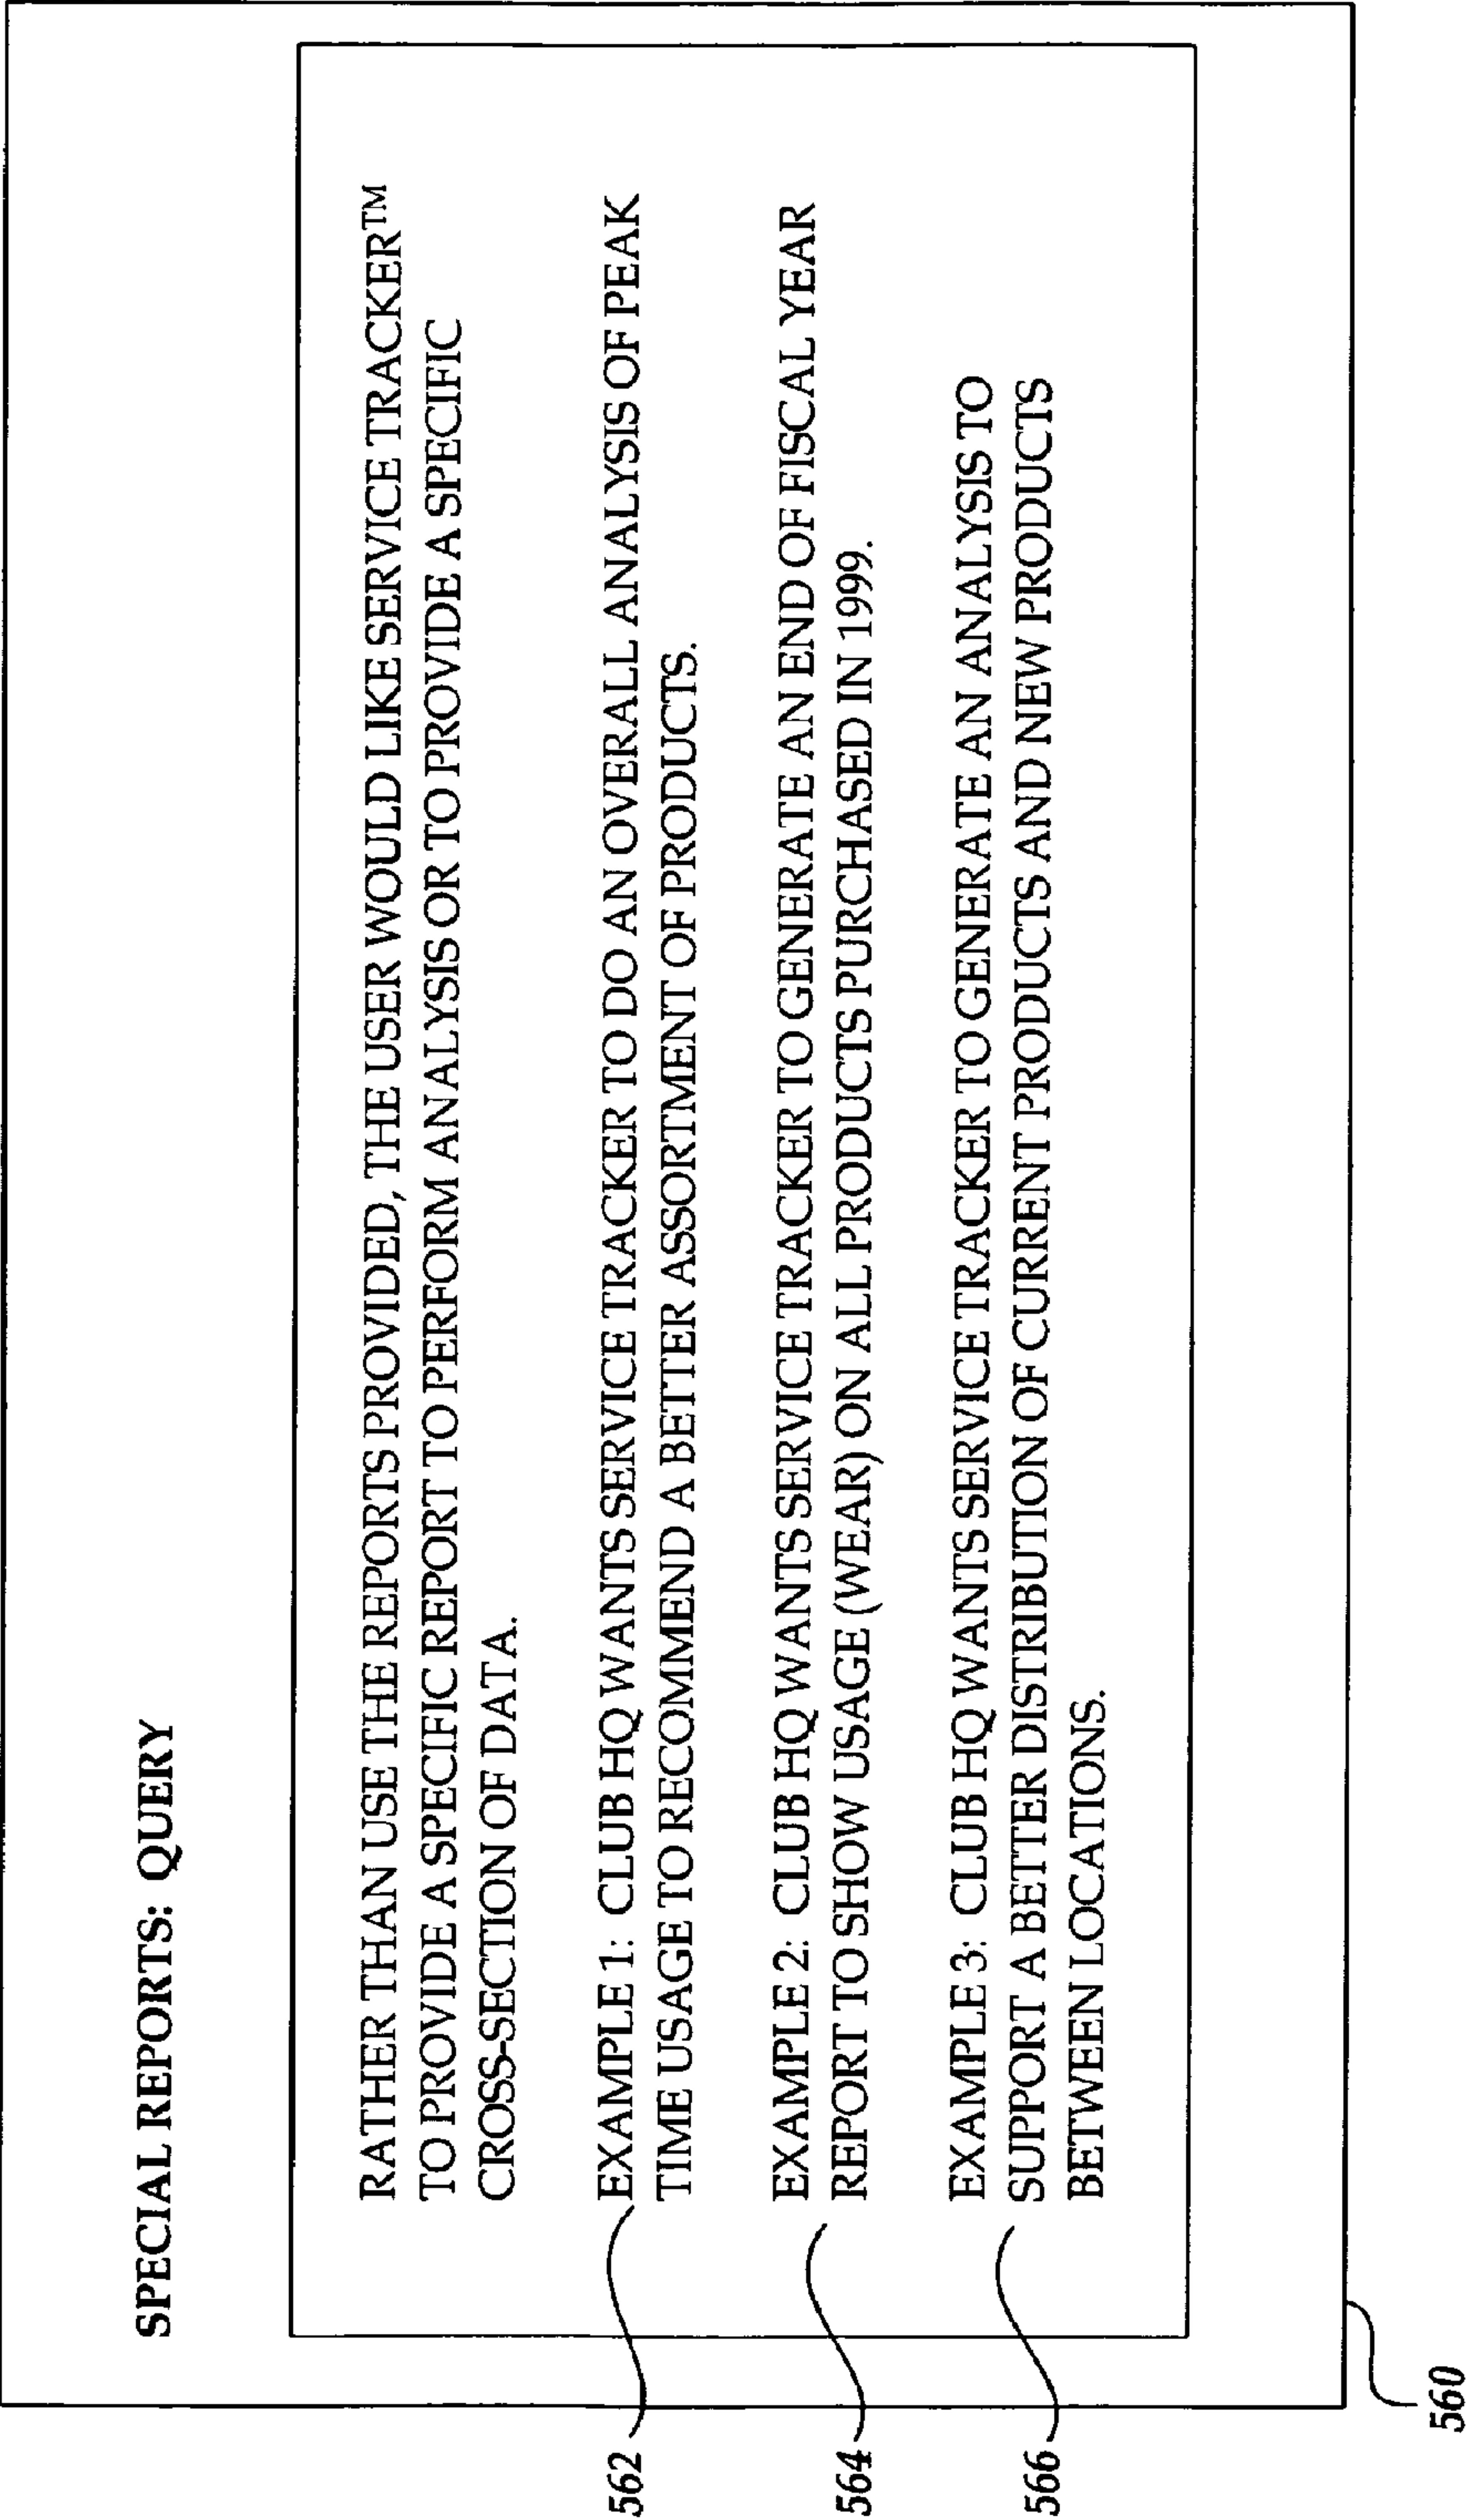 SPECIAL REPORTS: QUERY
RATHER THAN USE THE REPORTS PROVIDED, THE USER WOULD LIKE SERVICE TRACKER™
TO PROVIDE A SPECIFIC REPORT TO PERFORM ANALYSIS OR TO PROVIDE A SPECIFIC
CROSS-SECTION OF DATA.
EXAMPLE 1: CLUB HQ WANTS SERVICE TRACKER TO DO AN OVERALL ANALYSIS OF PEAK
TIME USAGE TO RECOMMEND A BETTER ASSORTMENT OF PRODUCTS.
EXAMPLE 2: CLUB HQ WANTS SERVICE TRACKER TO GENERATE AN END OF FISCAL YEAR
REPORT TO SHOW USAGE (WEAR) ON ALL PRODUCTS PURCHASED IN 1999.
EXAMPLE 3: CLUB HQ WANTS SERVICE TRACKER TO GENERATE AN ANALYSIS TO
SUPPORT A BETTER DISTRIBUTION OF CURRENT PRODUCTS AND NEW PRODUCTS
BETWEEN LOCATIONS.
562
564
566
560